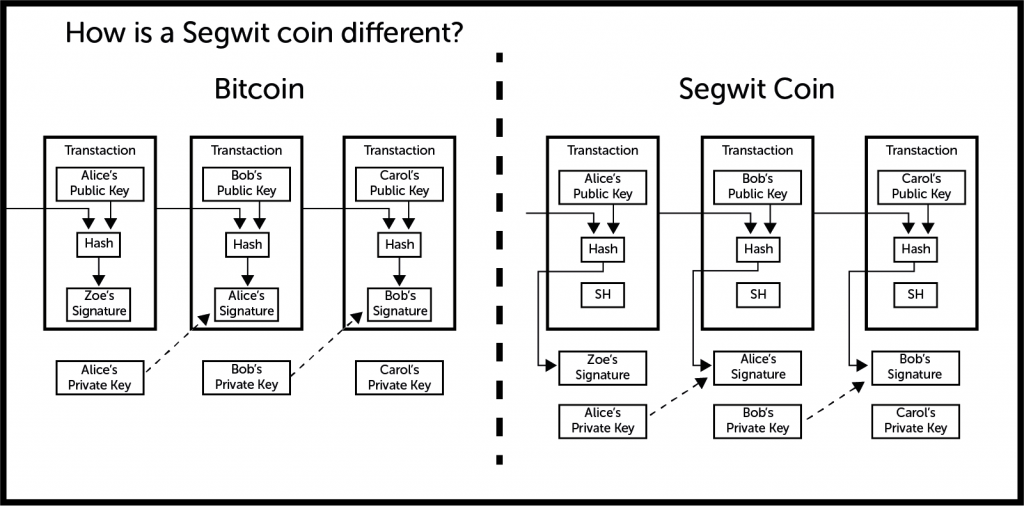 How is a Segwit coin different?
Bitcoin
Transtaction
Alice's
Public Key
Hash
Zoe's
Signature
Alice's
Private Key
Transtaction
Bob's
Public Key
Hash
Alice's
Signature
Bob's
Private Key
Transtaction
Carol's
Public Key
Hash
Bob's
Signature
Carol's
Private Key
Segwit Coin
Transtaction
Alice's
Public Key
Hash
SH
Zoe's
Signature
Alice's
Private Key
Transtaction
Bob's
Public Key
Hash
SH
Alice's
Signature
Bob's
Private Key
Transtaction
Carol's
Public Key
Hash
SH
Bob's
Signature
Carol's
Private Key